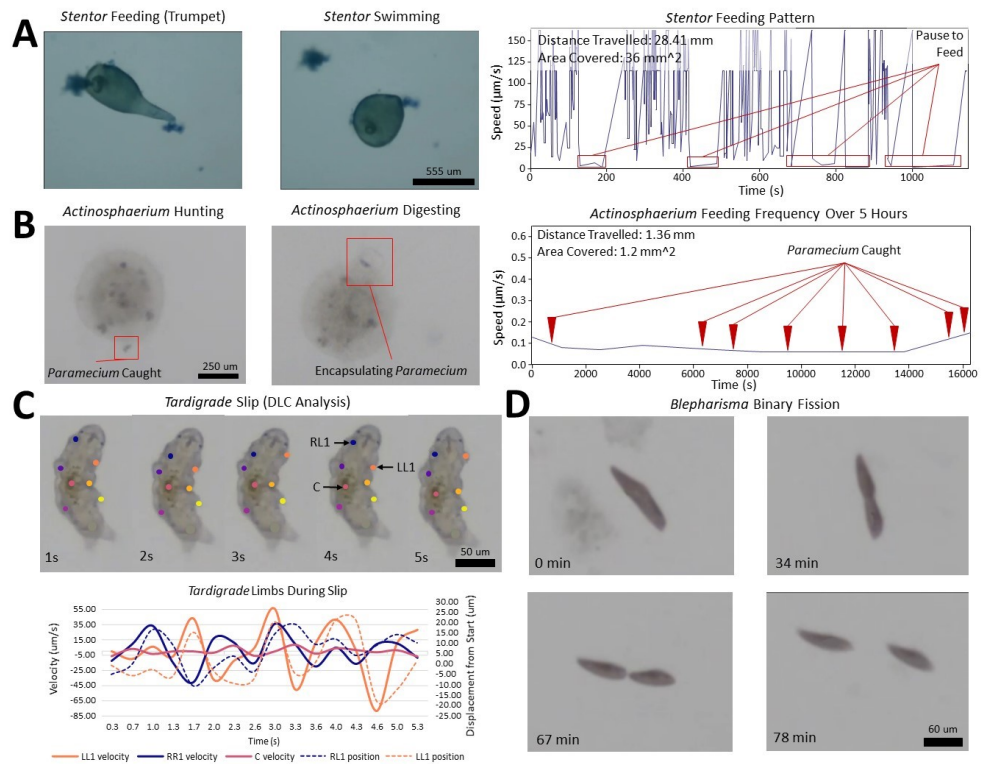 A
Stentor Feeding (Trumpet)
Stentor Swimming
555 um
Stentor Feeding Pattern
Distance Travelled: 28.41 mm
Area Covered: 36 mm^2
Pause to
Feed
Speed (µm/s)
150
125
100
75
50
25
0
0 200 400 600 800 1000
Time (s)
B
Actinosphaerium Hunting
Paramecium Caught
250 um
Actinosphaerium Digesting
Encapsulating Paramecium
Actinosphaerium Feeding Frequency Over 5 Hours
Distance Travelled: 1.36 mm
Area Covered: 1.2 mm^2
Paramecium Caught
Speed (µm/s)
0.6
0.5
0.4
0.3
0.2
0.1
0.0
0 2000 4000 6000 8000 10000 12000 14000 16000
Time (s)
C
Tardigrade Slip (DLC Analysis)
RL1
LL1
C
1s 2s 3s 4s 5s
50 um
Tardigrade Limbs During Slip
Velocity (um/s)
55.00
35.00
15.00
-5.00
-25.00
-45.00
-65.00
-85.00
Displacement from Start (um)
30.00
25.00
20.00
15.00
10.00
5.00
0.00
-5.00
-10.00
-15.00
-20.00
-25.00
0.3 0.7 1.0 1.3 1.7 2.0 2.3 2.6 3.0 3.3 3.6 4.0 4.3 4.6 5.0 5.3
Time (s)
LL1 velocity RR1 velocity C velocity RL1 position LL1 position
D
Blepharisma Binary Fission
0 min
34 min
67 min
78 min
60 um